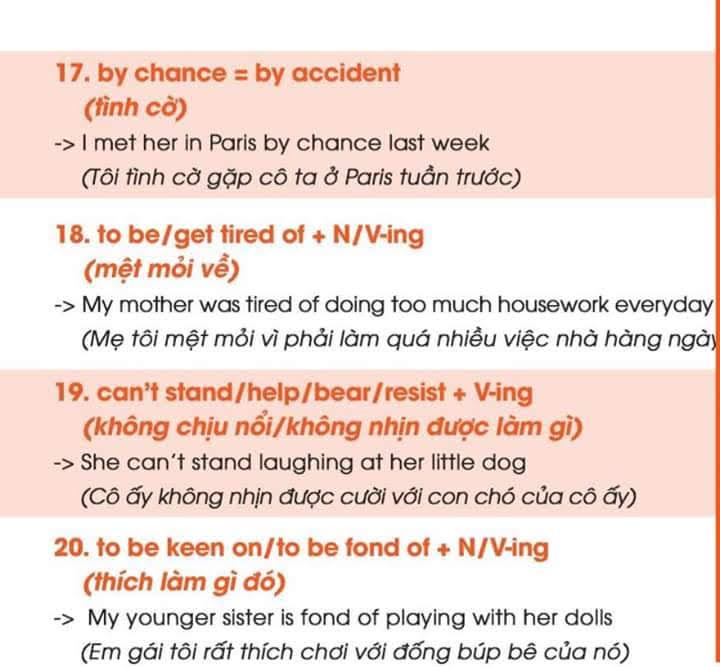 17. by chance = by accident
(tình cờ)
-> I met her in Paris by chance last week
(Tôi tình cờ gặp cô ta ở Paris tuần trước)
18. to be/get tired of + N/V-ing
(mệt mỏi về)
-> My mother was tired of doing too much housework everyday
(Mẹ tôi mệt mỏi vì phải làm quá nhiều việc nhà hàng ngày
19. can't stand/help/bear/resist + V-ing
(không chịu nổi/không nhịn được làm gì)
-> She can't stand laughing at her little dog
(Cô ấy không nhịn được cười với con chó của cô ấy)
20. to be keen on/to be fond of + N/V-ing
(thích làm gì đó)
-> My younger sister is fond of playing with her dolls
(Em gái tôi rất thích chơi với đống búp bê của nó)